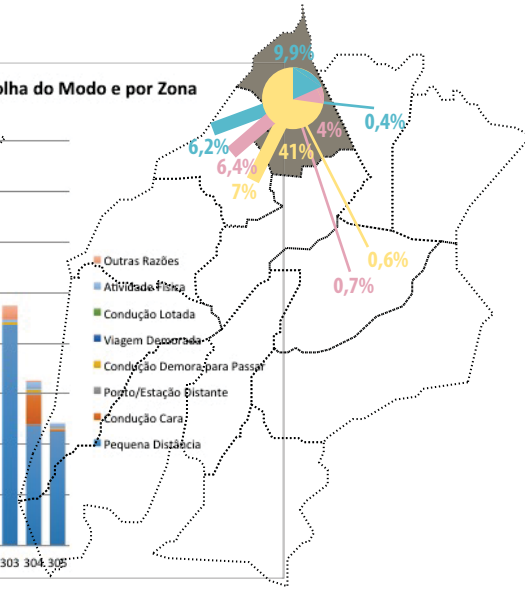 9,9%
olha do Modo e por Zona
0,4%
4%
6,2%
41%
6,4%
7%
0,6%
Outras Razões
0,7%
Atividade Física
Condução Lotada
Viagem Demorada
Condução Demora para Passar
Ponto/Estação Distante
Condução Cara
Pequena Distância
303 304 305